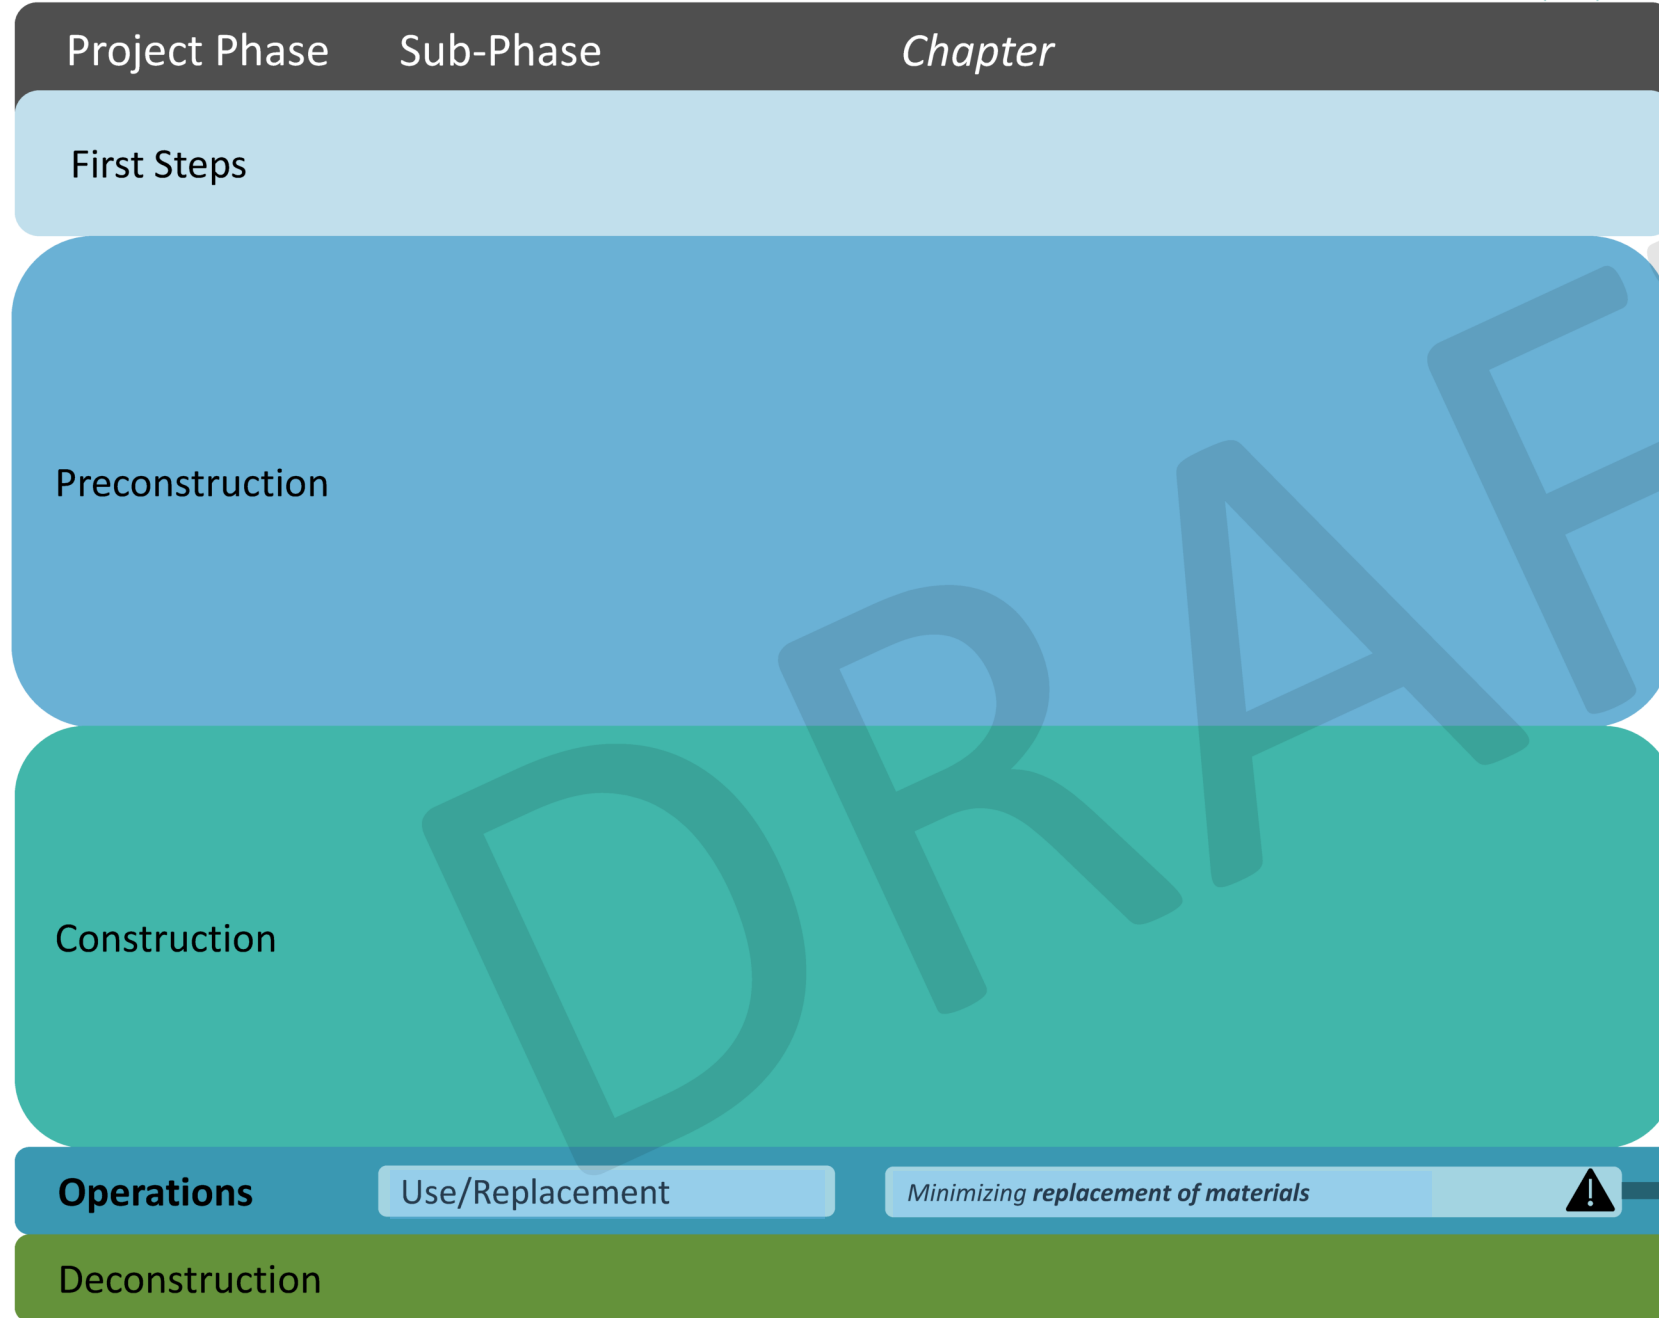 Project Phase Sub-Phase Chapter
First Steps
Preconstruction
Construction
Operations Use/Replacement Minimizing replacement of materials
Deconstruction
DRAF